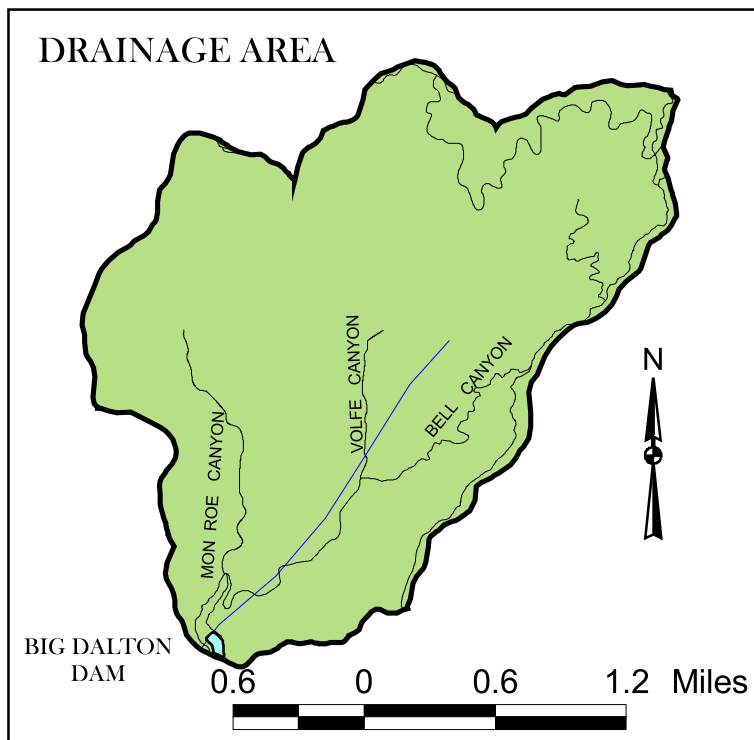 DRAINAGE AREA
VOLFE CANYON
BELL CANYON
MON ROE CANYON
N
BIG DALTON
DAM
0.6 0 0.6 1.2 Miles